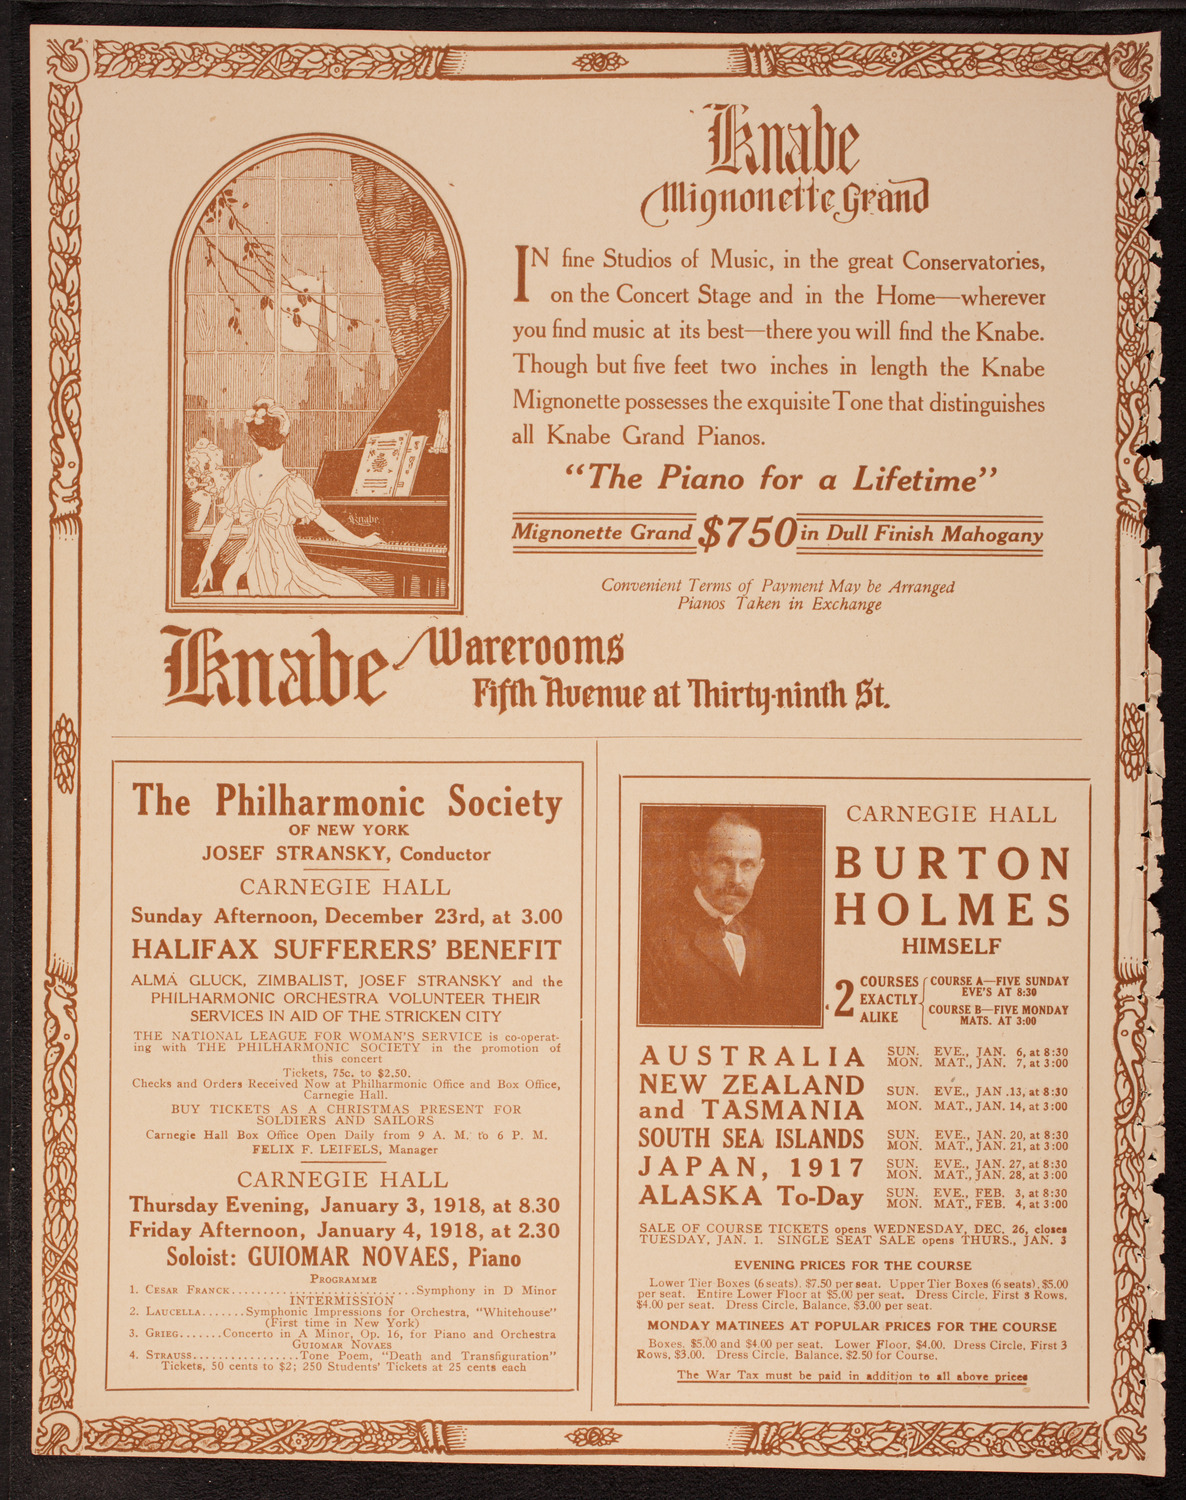 Knabe
Mignonette Grand
IN fine Studios of Music, in the great Conservatories,
on the Concert Stage and in the Home—wherever
you find music at its best—there you will find the Knabe.
Though but five feet two inches in length the Knabe
Mignonette possesses the exquisite Tone that distinguishes
all Knabe Grand Pianos.
"The Piano for a Lifetime"
Mignonette Grand $750 in Dull Finish Mahogany
Convenient Terms of Payment May be Arranged
Pianos Taken in Exchange
Knabe
Knabe Warerooms
Fifth Avenue at Thirty-ninth St.
The Philharmonic Society
OF NEW YORK
JOSEF STRANSKY, Conductor
CARNEGIE HALL
Sunday Afternoon, December 23rd, at 3.00
HALIFAX SUFFERERS' BENEFIT
ALMA GLUCK, ZIMBALIST, JOSEF STRANSKY and the
PHILHARMONIC ORCHESTRA VOLUNTEER THEIR
SERVICES IN AID OF THE STRICKEN CITY
THE NATIONAL LEAGUE FOR WOMAN'S SERVICE is co-operat-
ing with THE PHILHARMONIC SOCIETY in the promotion of
this concert
Tickets, 75c. to $2.50.
Checks and Orders Received Now at Philharmonic Office and Box Office,
Carnegie Hall.
BUY TICKETS AS A CHRISTMAS PRESENT FOR
SOLDIERS AND SAILORS
Carnegie Hall Box Office Open Daily from 9 A. M. to 6 P. M.
FELIX F. LEIFELS, Manager
CARNEGIE HALL
Thursday Evening, January 3, 1918, at 8.30
Friday Afternoon, January 4, 1918, at 2.30
Soloist: GUIOMAR NOVAES, Piano
PROGRAMME
1. CESAR FRANCK..............................Symphony in D Minor
INTERMISSION
2. LAUCELLA.......Symphonic Impressions for Orchestra, "Whitehouse"
(First time in New York)
3. GRIEG.......Concerto in A Minor, Op. 16, for Piano and Orchestra
GUIOMAR NOVAES
4. STRAUSS................Tone Poem, "Death and Transfiguration"
Tickets, 50 cents to $2; 250 Students' Tickets at 25 cents each
CARNEGIE HALL
BURTON
HOLMES
HIMSELF
2 COURSES EXACTLY ALIKE
COURSE A—FIVE SUNDAY
EVE'S AT 8:30
COURSE B—FIVE MONDAY
MATS. AT 3:00
AUSTRALIA SUN. EVE., JAN. 6, at 8:30
MON. MAT., JAN. 7, at 3:00
NEW ZEALAND
and TASMANIA SUN. EVE., JAN. 13, at 8:30
MON. MAT., JAN. 14, at 3:00
SOUTH SEA ISLANDS SUN. EVE., JAN. 20, at 8:30
MON. MAT., JAN. 21, at 3:00
JAPAN, 1917 SUN. EVE., JAN. 27, at 8:30
MON. MAT., JAN. 28, at 3:00
ALASKA To-Day SUN. EVE., FEB. 3, at 8:30
MON. MAT., FEB. 4, at 3:00
SALE OF COURSE TICKETS opens WEDNESDAY, DEC. 26, closes
TUESDAY, JAN. 1. SINGLE SEAT SALE opens THURS., JAN. 3
EVENING PRICES FOR THE COURSE
Lower Tier Boxes (6 seats), $7.50 per seat. Upper Tier Boxes (6 seats), $5.00
per seat. Entire Lower Floor at $5.00 per seat. Dress Circle, First 3 Rows,
$4.00 per seat. Dress Circle, Balance, $3.00 per seat.
MONDAY MATINEES AT POPULAR PRICES FOR THE COURSE
Boxes, $5.00 and $4.00 per seat. Lower Floor, $4.00. Dress Circle, First 3
Rows, $3.00. Dress Circle, Balance, $2.50 for Course.
The War Tax must be paid in addition to all above prices